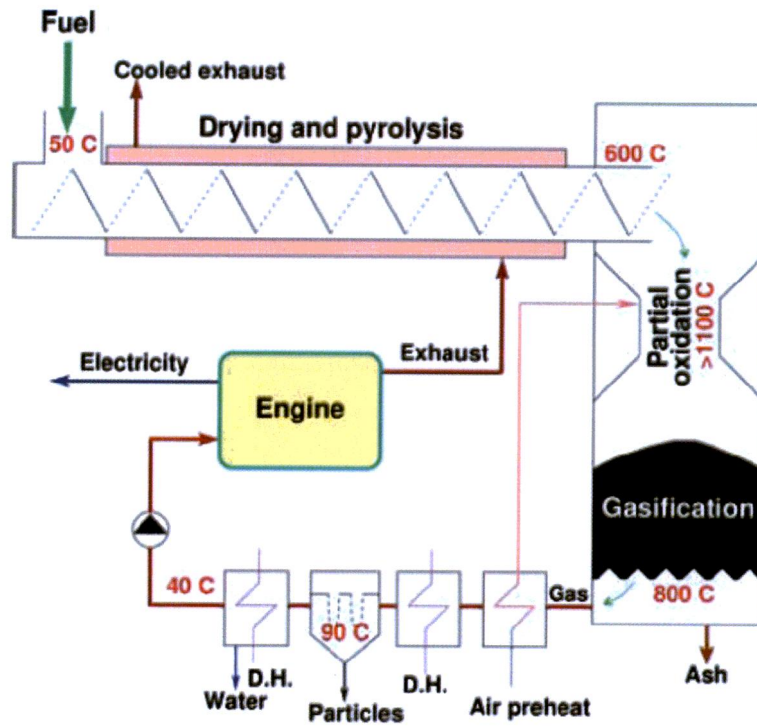 Fuel
Cooled exhaust
50 C
Drying and pyrolysis
600 C
Partial
oxidation
>1100 C
Electricity
Exhaust
Engine
Gasification
40 C
90 C
Gas
800 C
D.H.
Water
Particles
D.H.
Air preheat
Ash